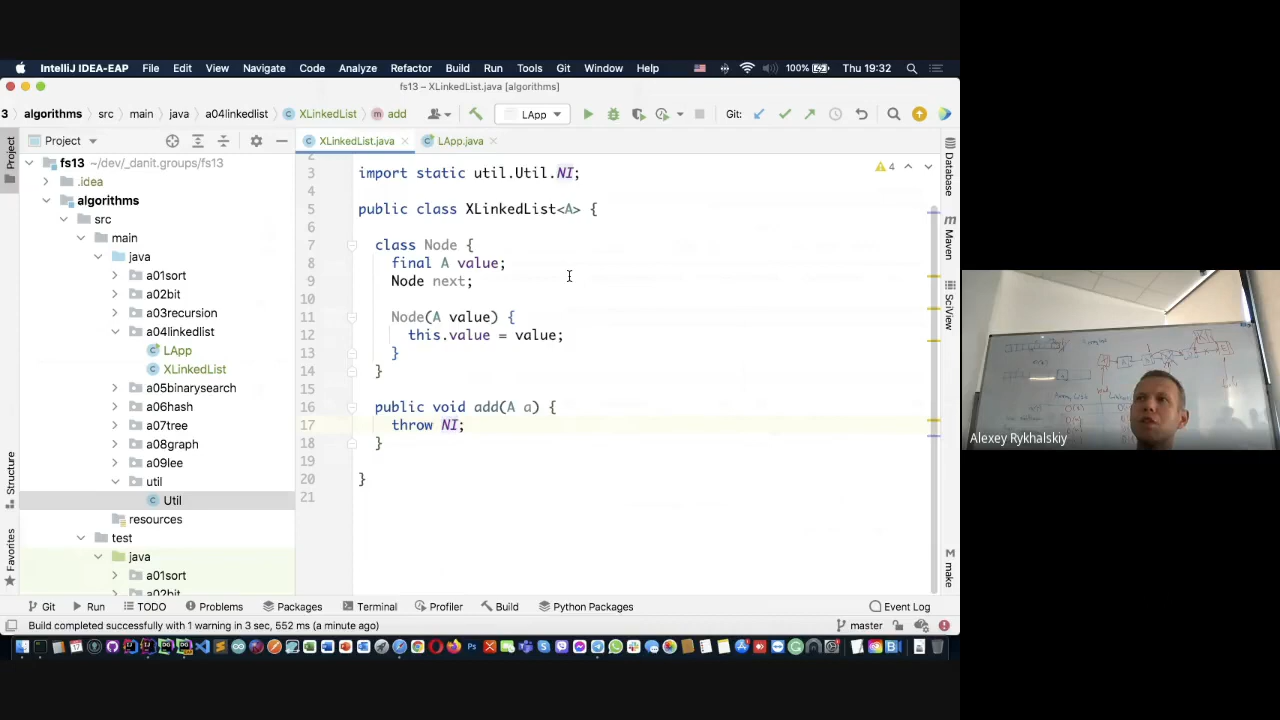 IntelliJ IDEA-EAP File Edit View Navigate Code Analyze Refactor Build Run Tools Git Window Help 100% Thu 19:32
fs13 – XLinkedList.java [algorithms]
3 algorithms src main java a04linkedlist XLinkedList add LApp Git:
Project
XLinkedList.java LApp.java
fs13 ~/dev/_danit.groups/fs13
.idea
algorithms
src
main
java
a01sort
a02bit
a03recursion
a04linkedlist
LApp
XLinkedList
a05binarysearch
a06hash
a07tree
a08graph
a09lee
util
Util
resources
test
java
a01sort
a02bit
2
3 import static util.Util.NI;
4
5 public class XLinkedList<A> {
6
7 class Node {
8 final A value;
9 Node next;
10
11 Node(A value) {
12 this.value = value;
13 }
14 }
15
16 public void add(A a) {
17 throw NI;
18 }
19
20 }
21
4
Project
Structure
Favorites
Database
Maven
SciView
make
Git Run TODO Problems Packages Terminal Profiler Build Python Packages Event Log
Build completed successfully with 1 warning in 3 sec, 552 ms (a minute ago) master
Alexey Rykhalskiy